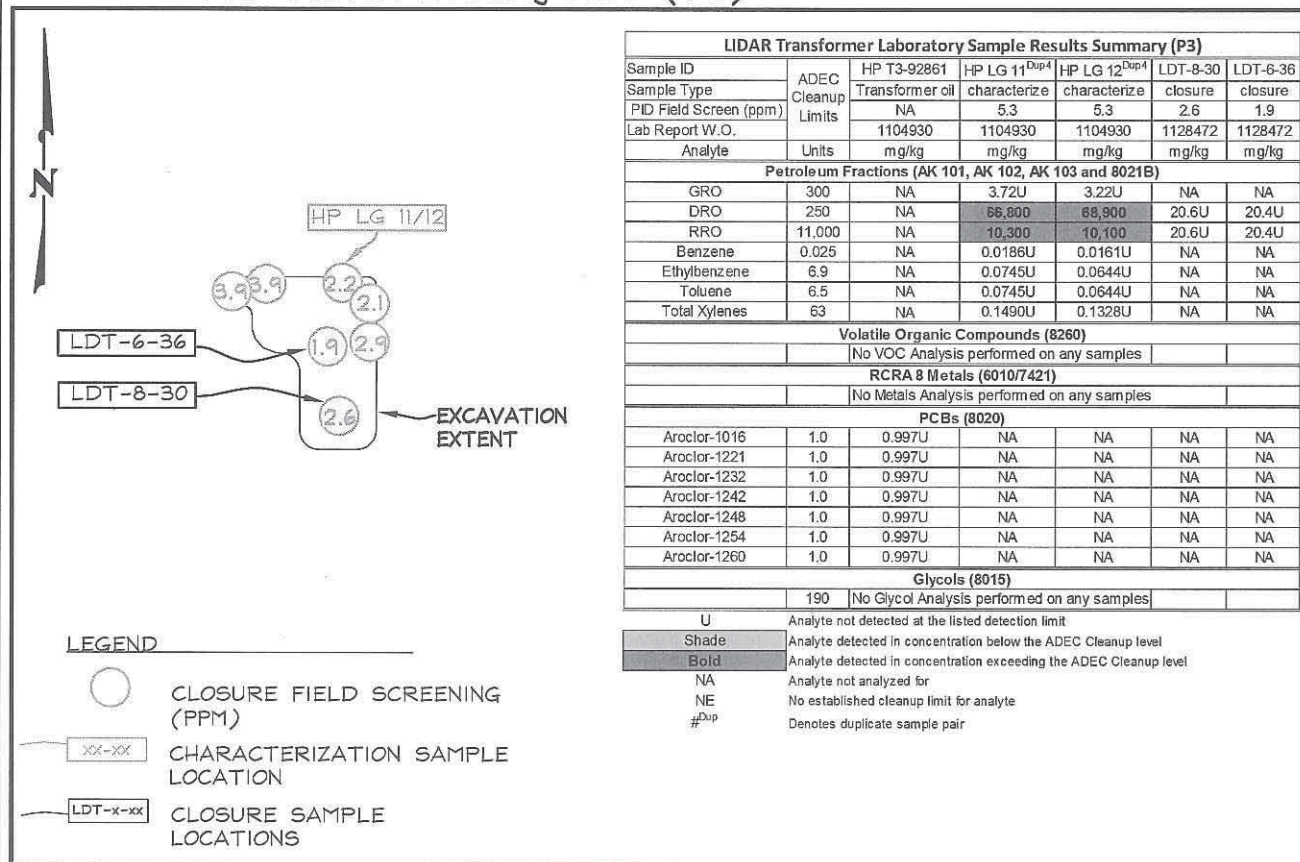 N
HP LG 11/12
3.9 3.9 2.2
2.1
LDT-6-36 1.9 2.9
LDT-8-30 2.6 EXCAVATION
EXTENT
LEGEND
CLOSURE FIELD SCREENING
(PPM)
XX-XX CHARACTERIZATION SAMPLE
LOCATION
LDT-X-XX CLOSURE SAMPLE
LOCATIONS
LIDAR Transformer Laboratory Sample Results Summary (P3)
Sample ID ADEC Cleanup Limits HP T3-92861 HP LG 11Dup4 HP LG 12Dup4 LDT-8-30 LDT-6-36
Sample Type Transformer oil characterize characterize closure closure
PID Field Screen (ppm) NA 5.3 5.3 2.6 1.9
Lab Report W.O. 1104930 1104930 1104930 1128472 1128472
Analyte Units mg/kg mg/kg mg/kg mg/kg mg/kg
Petroleum Fractions (AK 101, AK 102, AK 103 and 8021B)
GRO 300 NA 3.72U 3.22U NA NA
DRO 250 NA 66,800 68,900 20.6U 20.4U
RRO 11,000 NA 10,300 10,100 20.6U 20.4U
Benzene 0.025 NA 0.0186U 0.0161U NA NA
Ethylbenzene 6.9 NA 0.0745U 0.0644U NA NA
Toluene 6.5 NA 0.0745U 0.0644U NA NA
Total Xylenes 63 NA 0.1490U 0.1328U NA NA
Volatile Organic Compounds (8260)
No VOC Analysis performed on any samples
RCRA 8 Metals (6010/7421)
No Metals Analysis performed on any samples
PCBs (8020)
Aroclor-1016 1.0 0.997U NA NA NA NA
Aroclor-1221 1.0 0.997U NA NA NA NA
Aroclor-1232 1.0 0.997U NA NA NA NA
Aroclor-1242 1.0 0.997U NA NA NA NA
Aroclor-1248 1.0 0.997U NA NA NA NA
Aroclor-1254 1.0 0.997U NA NA NA NA
Aroclor-1260 1.0 0.997U NA NA NA NA
Glycols (8015)
190 No Glycol Analysis performed on any samples
U Analyte not detected at the listed detection limit
Shade Analyte detected in concentration below the ADEC Cleanup level
Bold Analyte detected in concentration exceeding the ADEC Cleanup level
NA Analyte not analyzed for
NE No established cleanup limit for analyte
#Dup Denotes duplicate sample pair